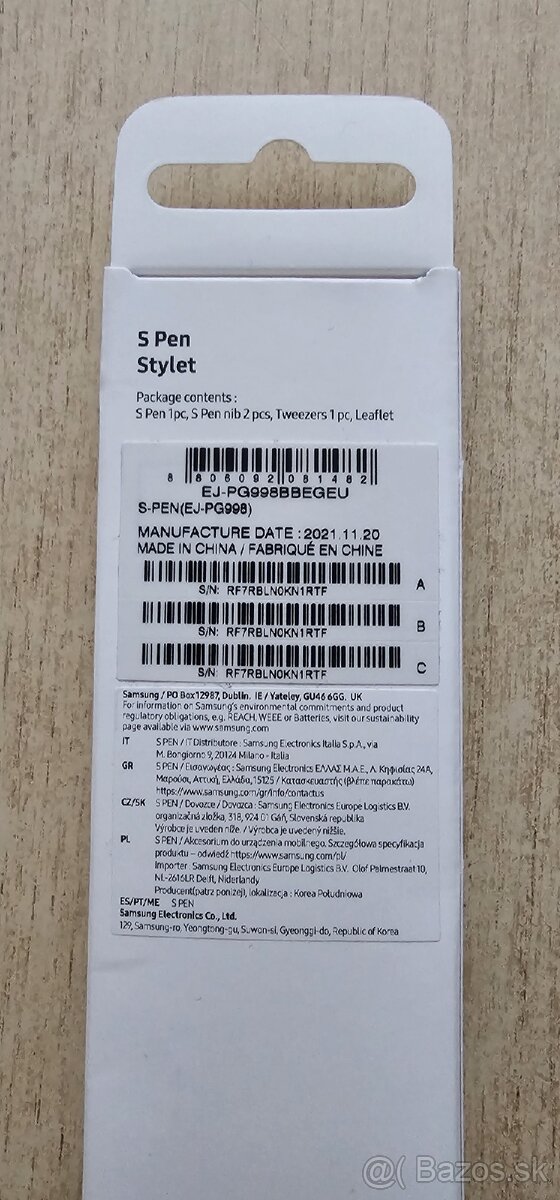 S Pen
Stylet
Package contents :
S Pen 1pc, S Pen nib 2 pcs, Tweezers 1 pc, Leaflet
8 806092 081482
EJ-PG998BBEGEU
S-PEN(EJ-PG998)
MANUFACTURE DATE : 2021.11.20
MADE IN CHINA / FABRIQUÉ EN CHINE
S/N: RF7RBLN0KN1RTF A
S/N: RF7RBLN0KN1RTF B
S/N: RF7RBLN0KN1RTF C
Samsung / PO Box12987, Dublin. IE / Yateley, GU46 6GG. UK
For information on Samsung's environmental commitments and product
regulatory obligations, e.g. REACH, WEEE or Batteries, visit our sustainability
page available via www.samsung.com
IT S PEN / IT Distributore : Samsung Electronics Italia S.p.A., via
M. Bongiorno 9, 20124 Milano - Italia
GR S PEN / Εισαγωγέας : Samsung Electronics ΕΛΛΑΣ Μ.Α.Ε., Λ. Κηφισίας 24Α,
Μαρούσι, Αττική, Ελλάδα, 15125 / Κατασκευαστής (βλέπε παρακάτω)
https://www.samsung.com/gr/info/contactus
CZ/SK S PEN / Dovozce / Dovozca : Samsung Electronics Europe Logistics B.V.
organizačná zložka, 318, 924 01 Gáň, Slovenská republika
Výrobce je uveden níže. / Výrobca je uvedený nižšie.
PL S PEN / Akcesorium do urządzenia mobilnego. Szczegółowa specyfikacja
produktu – odwiedź https://www.samsung.com/pl/
Importer : Samsung Electronics Europe Logistics B.V. Olof Palmestraat 10,
NL-2616LR Delft, Niderlandy
Producent(patrz poniżej), lokalizacja : Korea Południowa
ES/PT/ME S PEN
Samsung Electronics Co., Ltd.
129, Samsung-ro, Yeongtong-gu, Suwon-si, Gyeonggi-do, Republic of Korea
@( Bazos.sk